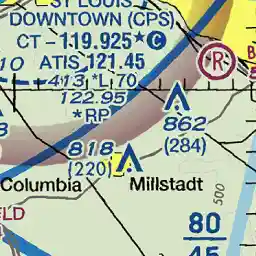 ST LOUIS
DOWNTOWN (CPS)
CT - 119.925 * C
ATIS 121.45
413 *L 70
122.95
*RP
R
862
(284)
818
(220)
Columbia
Millstadt
500
80
45